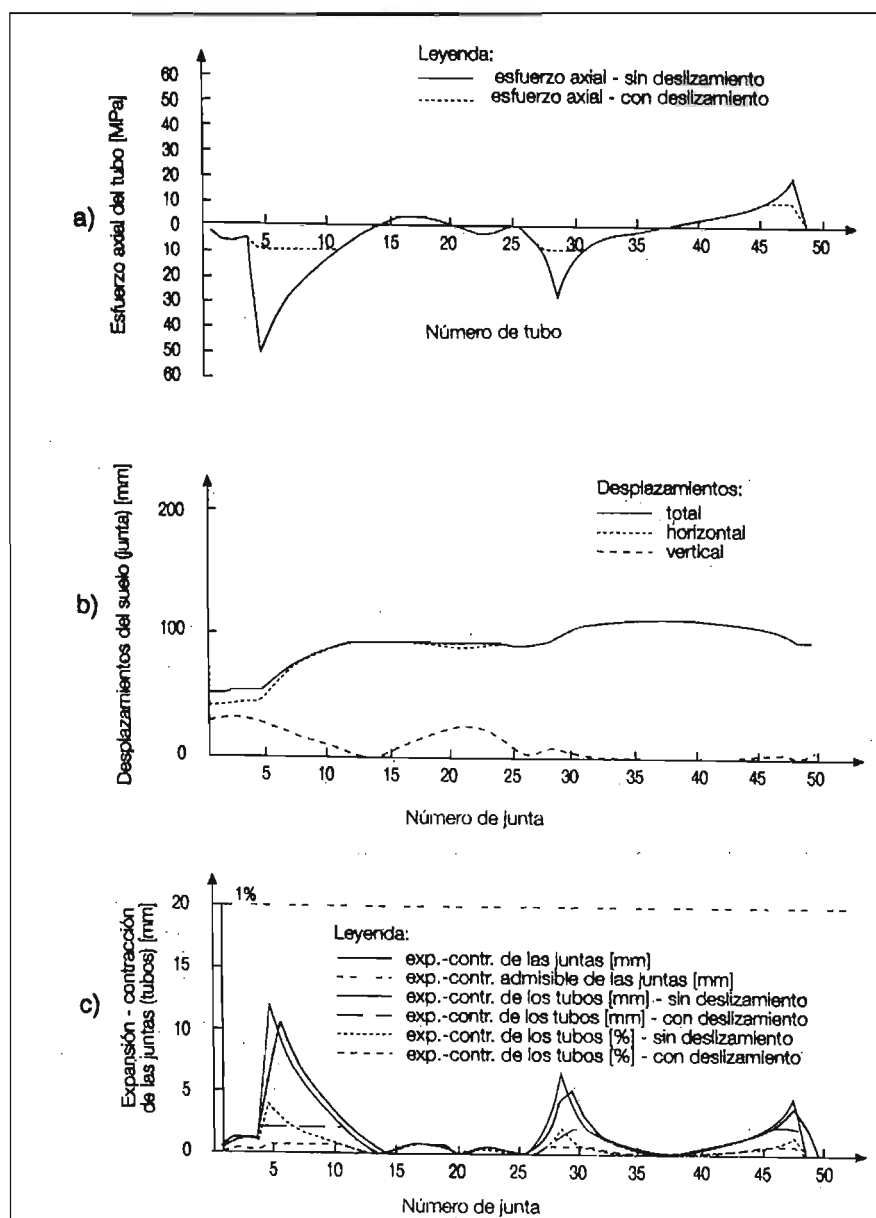 Leyenda:
esfuerzo axial - sin deslizamiento
esfuerzo axial - con deslizamiento
Esfuerzo axial del tubo [MPa]
60
50
40
30
20
10
0
10
20
30
40
50
60
a)
5
10
15
20
25
30
35
40
45
50
Número de tubo
Desplazamientos:
total
horizontal
vertical
Desplazamientos del suelo (junta) [mm]
200
100
0
b)
5
10
15
20
25
30
35
40
45
50
Número de junta
1%
Leyenda:
exp.-contr. de las juntas [mm]
exp.-contr. admisible de las juntas [mm]
exp.-contr. de los tubos [mm] - sin deslizamiento
exp.-contr. de los tubos [mm] - con deslizamiento
exp.-contr. de los tubos [%] - sin deslizamiento
exp.-contr. de los tubos [%] - con deslizamiento
Expansión - contracción
de las juntas (tubos) [mm]
20
15
10
5
0
c)
5
10
15
20
25
30
35
40
45
50
Número de junta